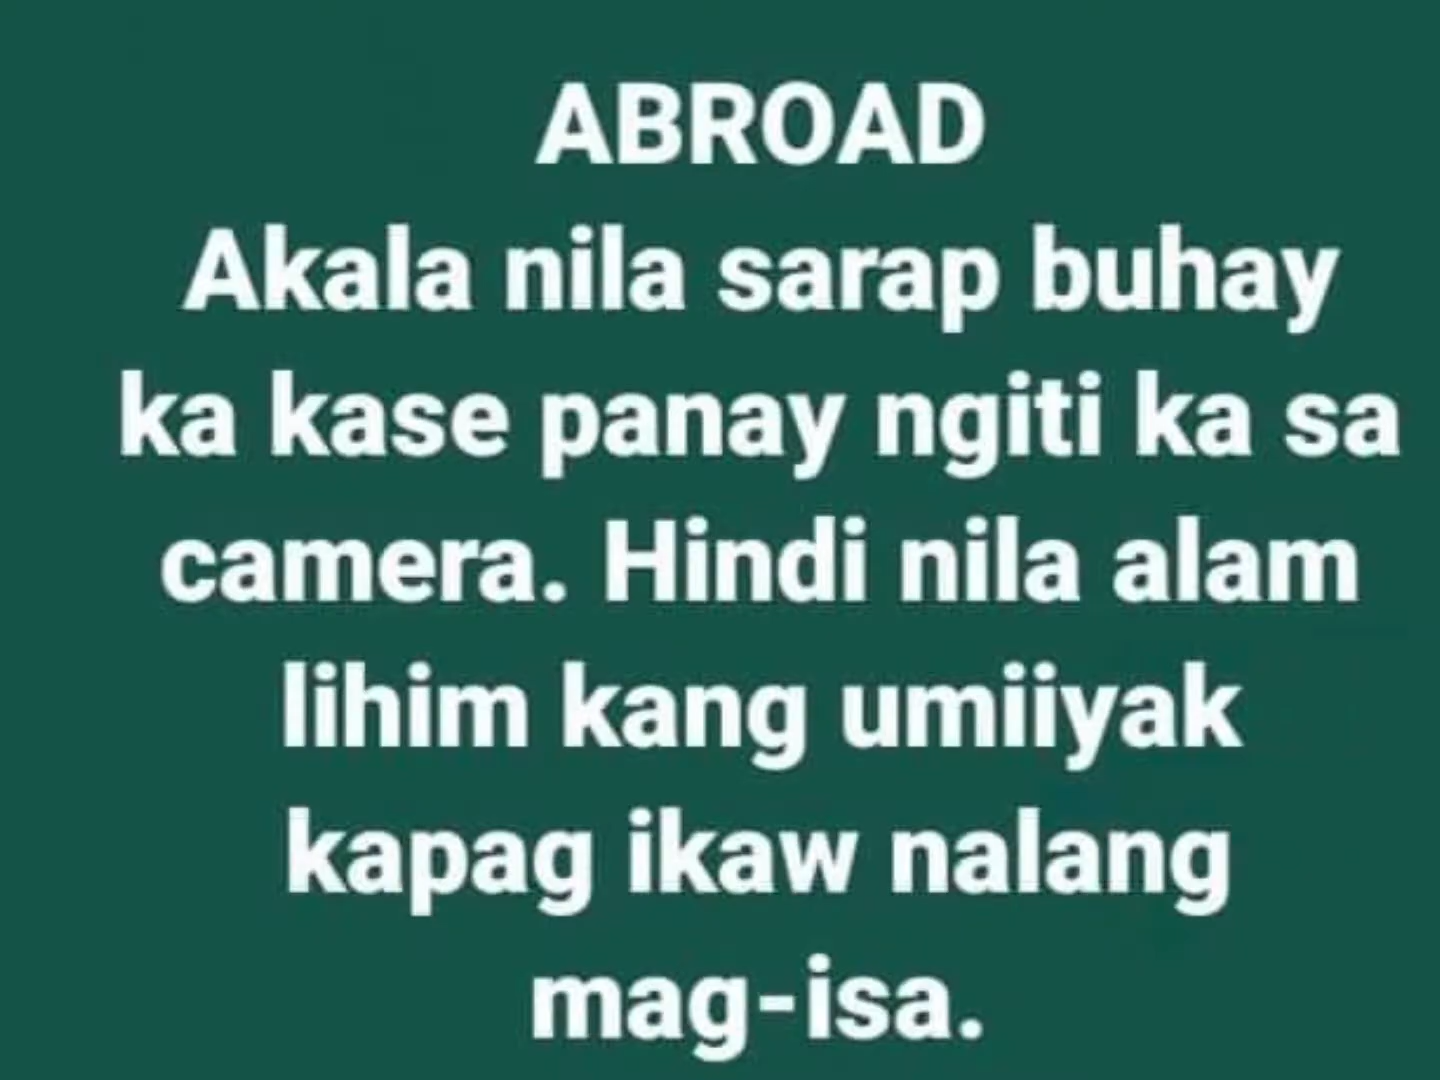 ABROAD
Akala nila sarap buhay
ka kase panay ngiti ka sa
camera. Hindi nila alam
lihim kang umiiyak
kapag ikaw nalang
mag-isa.